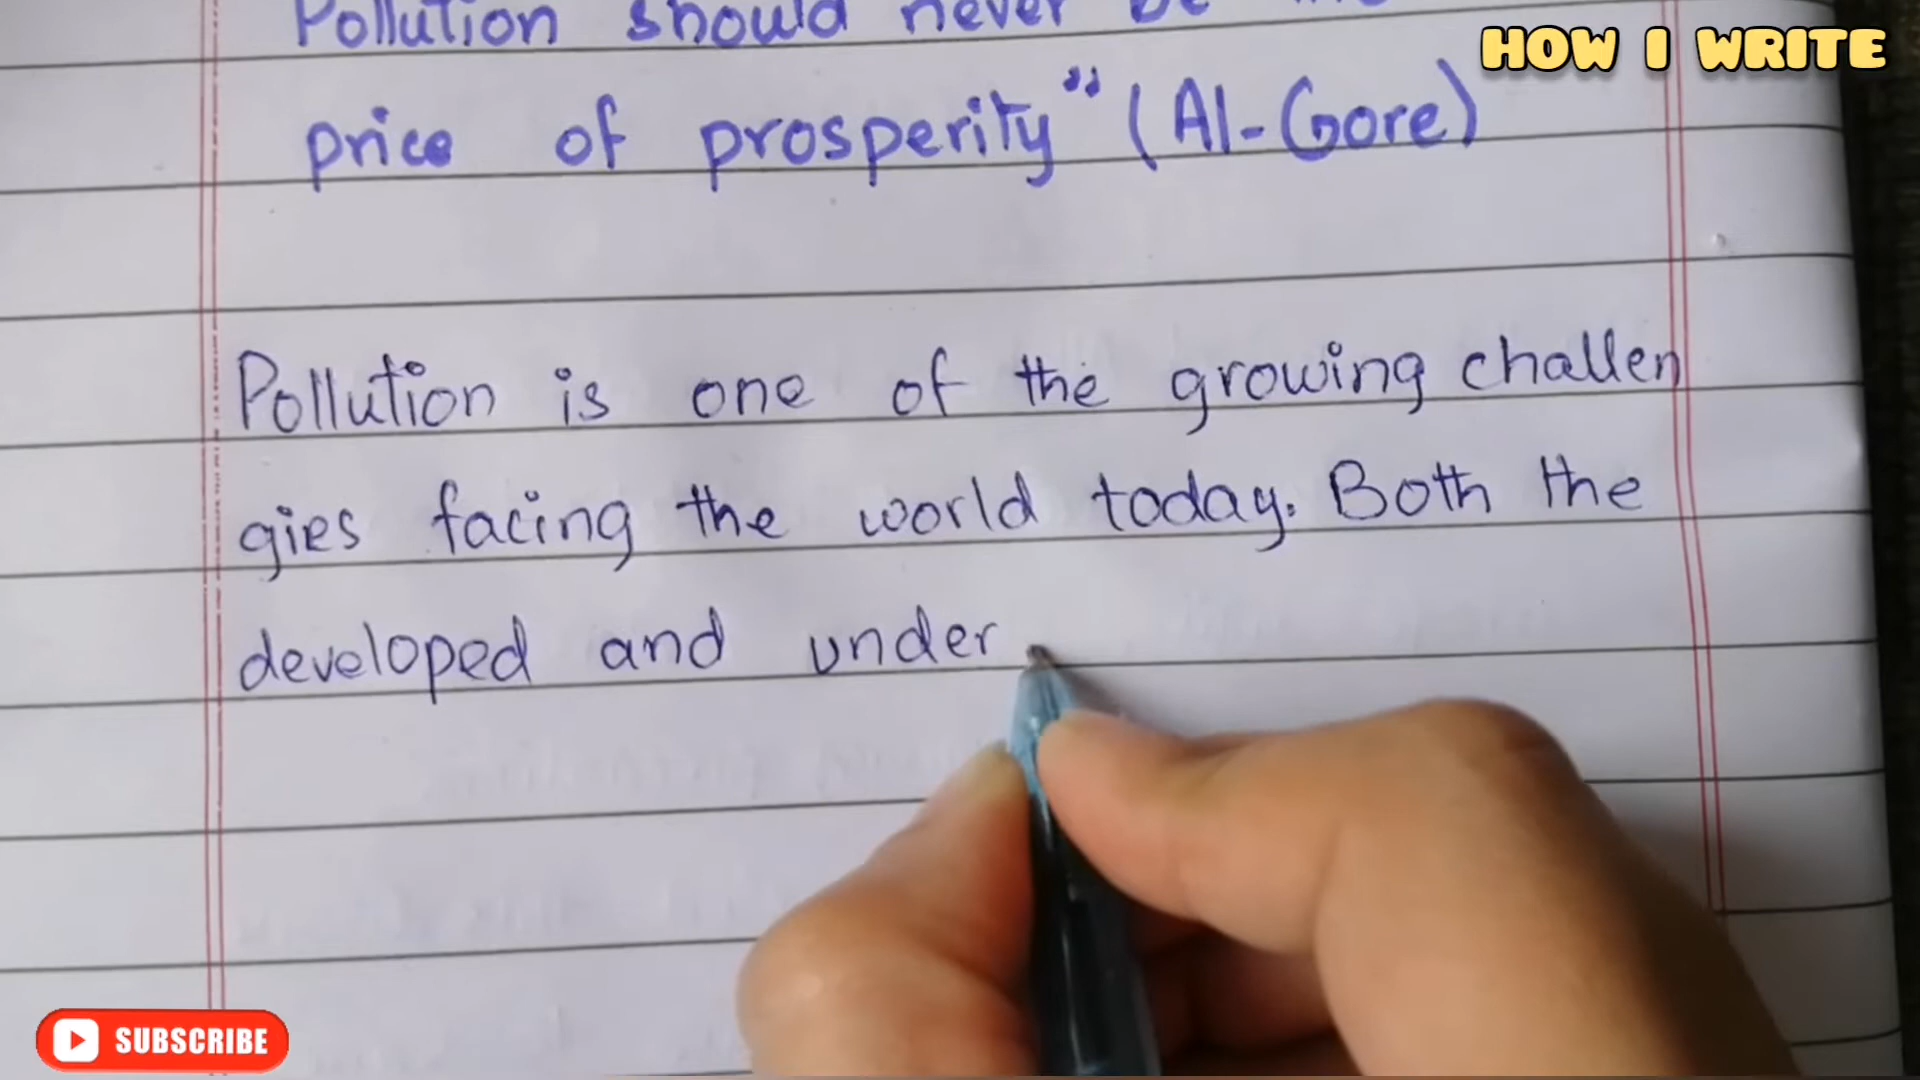 HOW I WRITE
Pollution should never be the
price of prosperity" (Al-Gore)
Pollution is one of the growing challen
gies facing the world today. Both the
developed and under
SUBSCRIBE